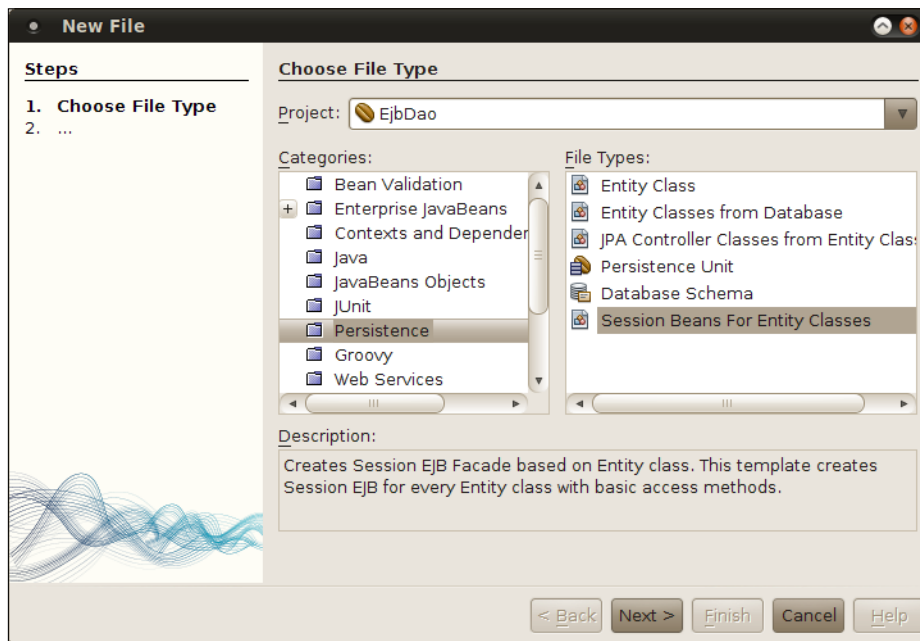 New File
Steps
1. Choose File Type
2. ...
Choose File Type
Project: EjbDao
Categories:
Bean Validation
Enterprise JavaBeans
Contexts and Depender
Java
JavaBeans Objects
JUnit
Persistence
Groovy
Web Services
File Types:
Entity Class
Entity Classes from Database
JPA Controller Classes from Entity Clas
Persistence Unit
Database Schema
Session Beans For Entity Classes
Description:
Creates Session EJB Facade based on Entity class. This template creates
Session EJB for every Entity class with basic access methods.
< Back Next > Finish Cancel Help